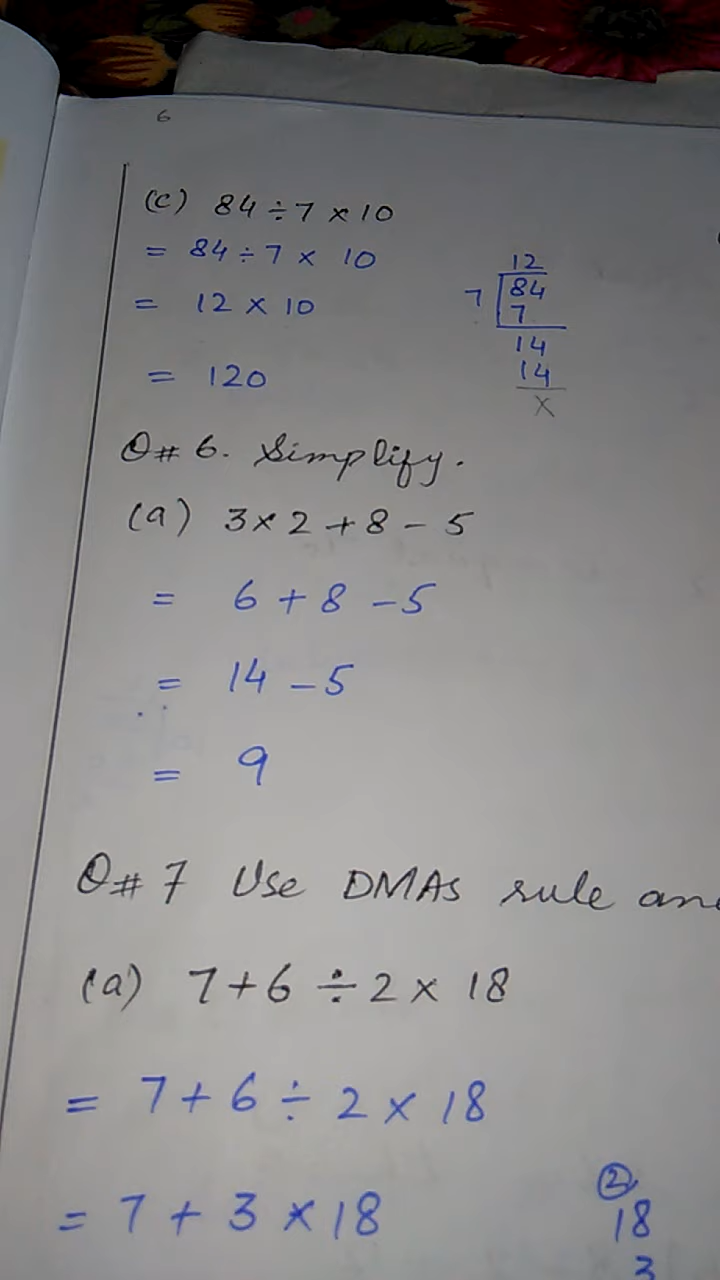 6
(c) 84 ÷ 7 × 10
= 84 ÷ 7 × 10
= 12 × 10
= 120
12
7 84
7
14
14
×
Q# 6. Simplify.
(a) 3 × 2 + 8 - 5
= 6 + 8 - 5
= 14 - 5
= 9
Q# 7 Use DMAS rule an
(a) 7 + 6 ÷ 2 × 18
= 7 + 6 ÷ 2 × 18
= 7 + 3 × 18
2
18
3